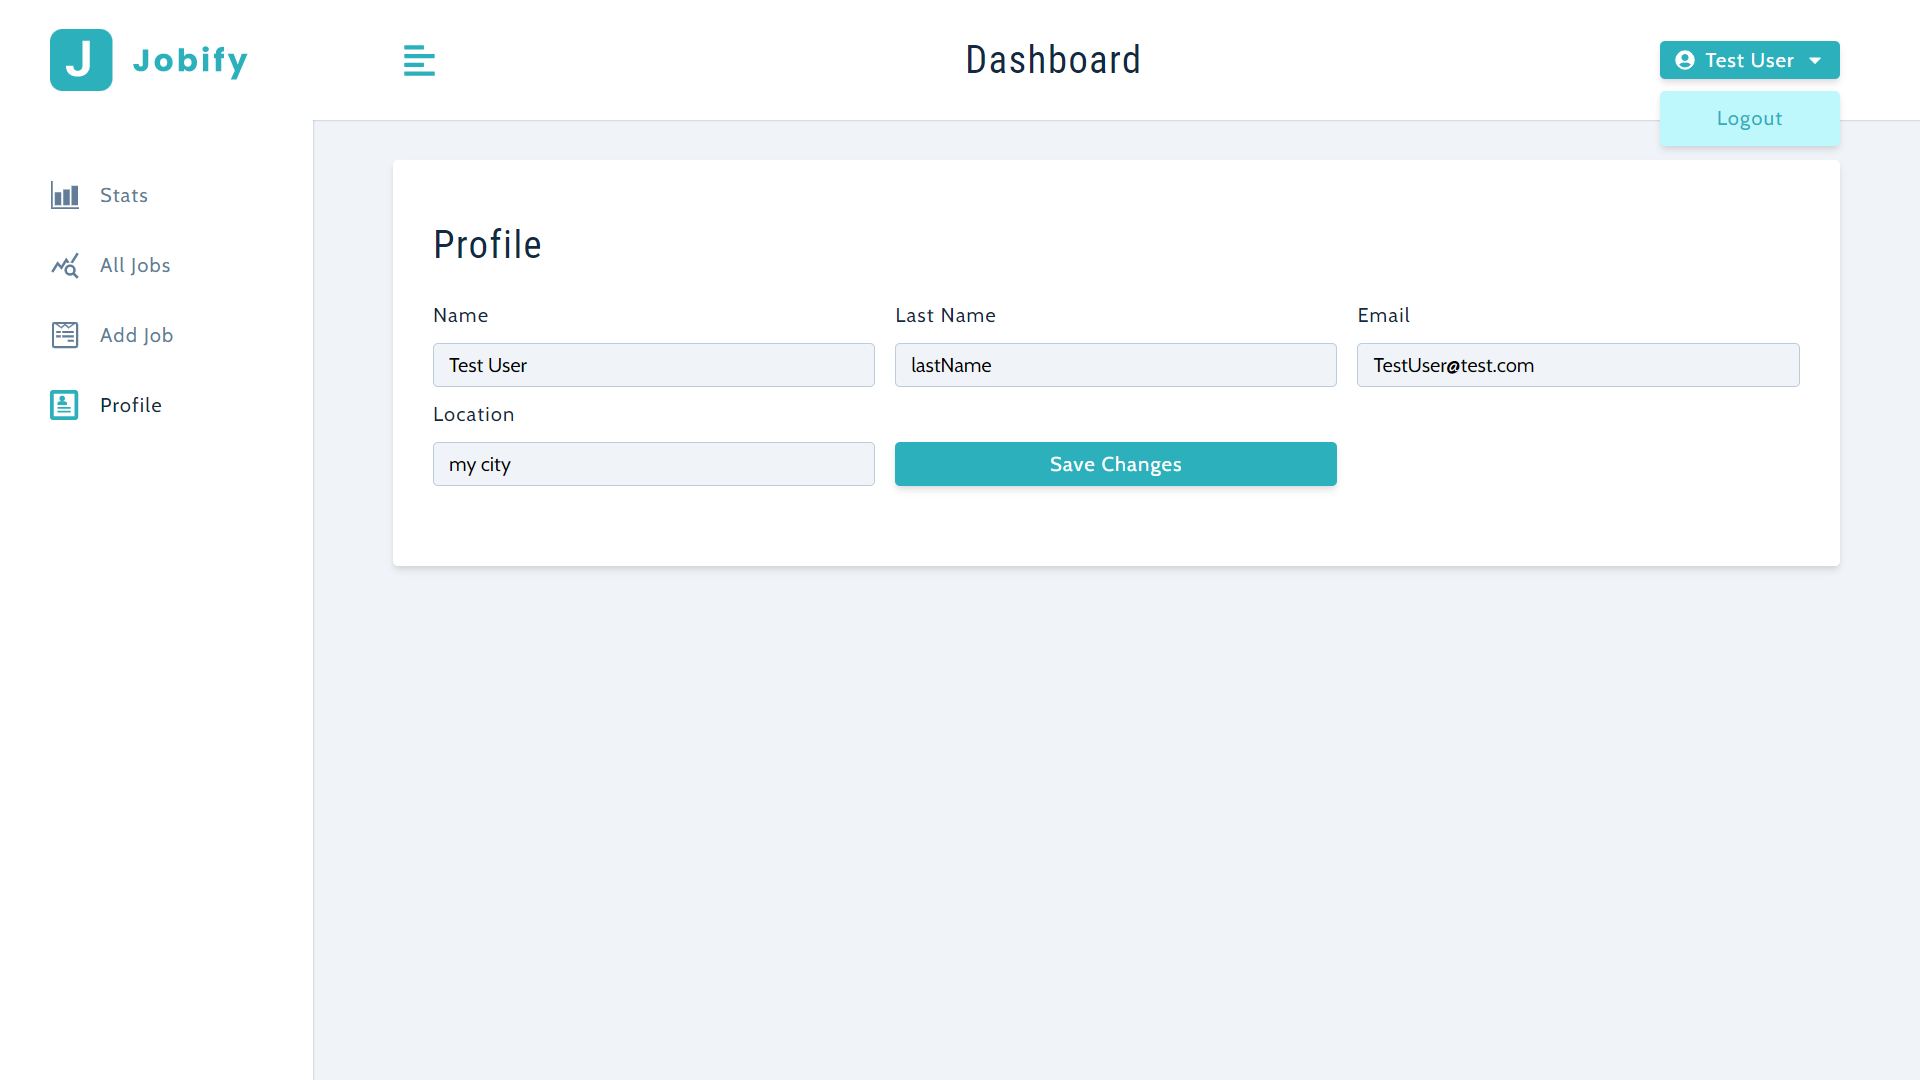 J Jobify
Dashboard
Test User
Logout
Stats
All Jobs
Add Job
Profile
Profile
Name
Test User
Last Name
lastName
Email
TestUser@test.com
Location
my city
Save Changes